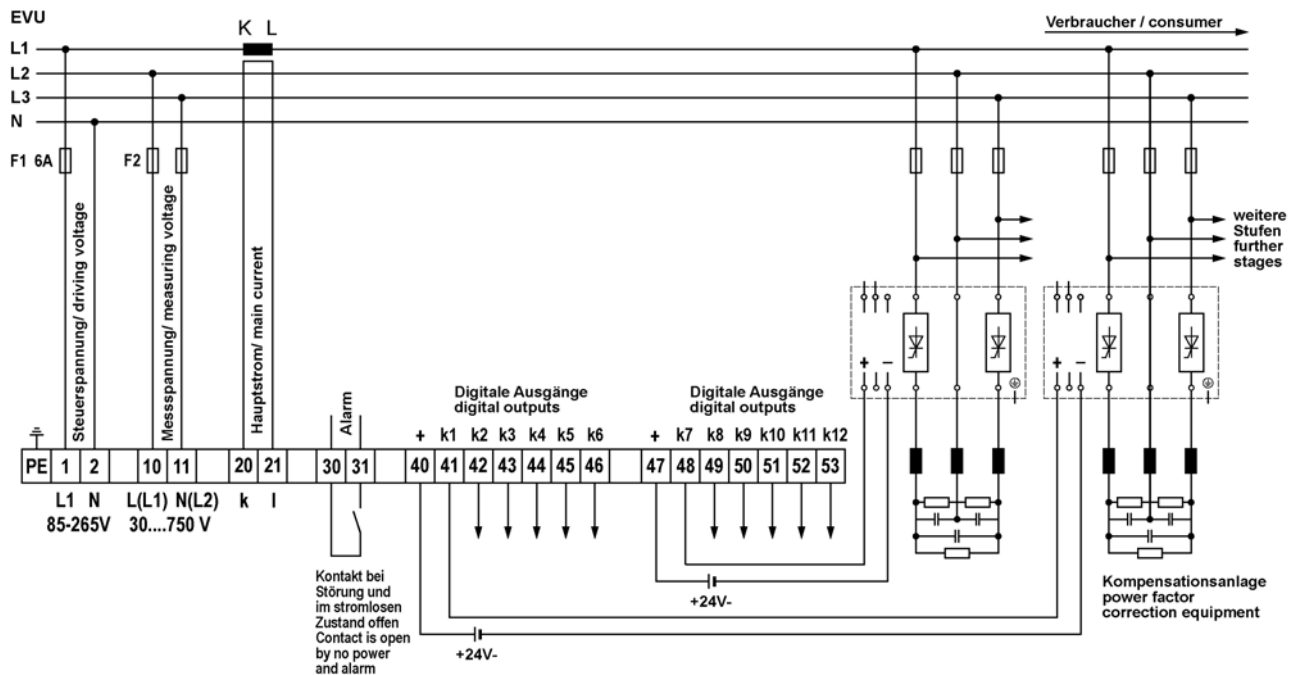 EVU
K L
Verbraucher / consumer
L1
L2
L3
N
F1 6A
F2
Steuerspannung/ driving voltage
Messspannung/ measuring voltage
Hauptstrom/ main current
Alarm
weitere
Stufen
further
stages
Digitale Ausgänge
digital outputs
Digitale Ausgänge
digital outputs
+ −
+ −
+ k1 k2 k3 k4 k5 k6
+ k7 k8 k9 k10 k11 k12
PE 1 2 10 11 20 21 30 31 40 41 42 43 44 45 46 47 48 49 50 51 52 53
L1 N L(L1) N(L2) k l
85-265V 30....750 V
Kontakt bei
Störung und
im stromlosen
Zustand offen
Contact is open
by no power
and alarm
+24V-
+24V-
Kompensationsanlage
power factor
correction equipment